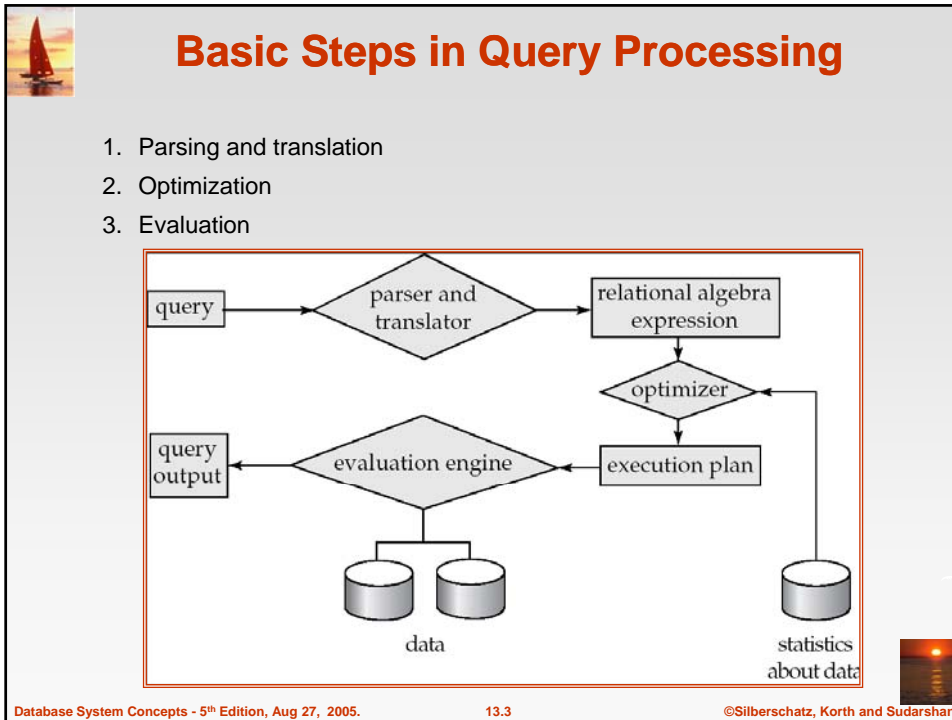 Basic Steps in Query Processing
1. Parsing and translation
2. Optimization
3. Evaluation
query
parser and
translator
relational algebra
expression
optimizer
query
output
evaluation engine
execution plan
data
statistics
about data
Database System Concepts - 5th Edition, Aug 27, 2005.
13.3
©Silberschatz, Korth and Sudarshan